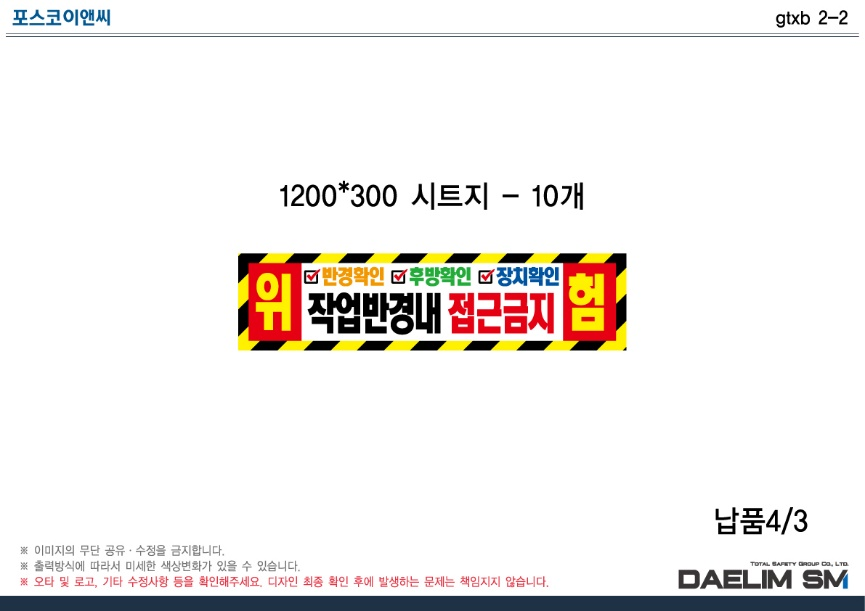 포스코이앤씨
gtxb 2-2
1200*300 시트지 - 10개
위 험
반경확인 후방확인 장치확인
작업반경내 접근금지
납품4/3
※ 이미지의 무단 공유·수정을 금지합니다.
※ 출력방식에 따라서 미세한 색상변화가 있을 수 있습니다.
※ 오타 및 로고, 기타 수정사항 등을 확인해주세요. 디자인 최종 확인 후에 발생하는 문제는 책임지지 않습니다.
TOTAL SAFETY GROUP CO., LTD.
DAELIM SM